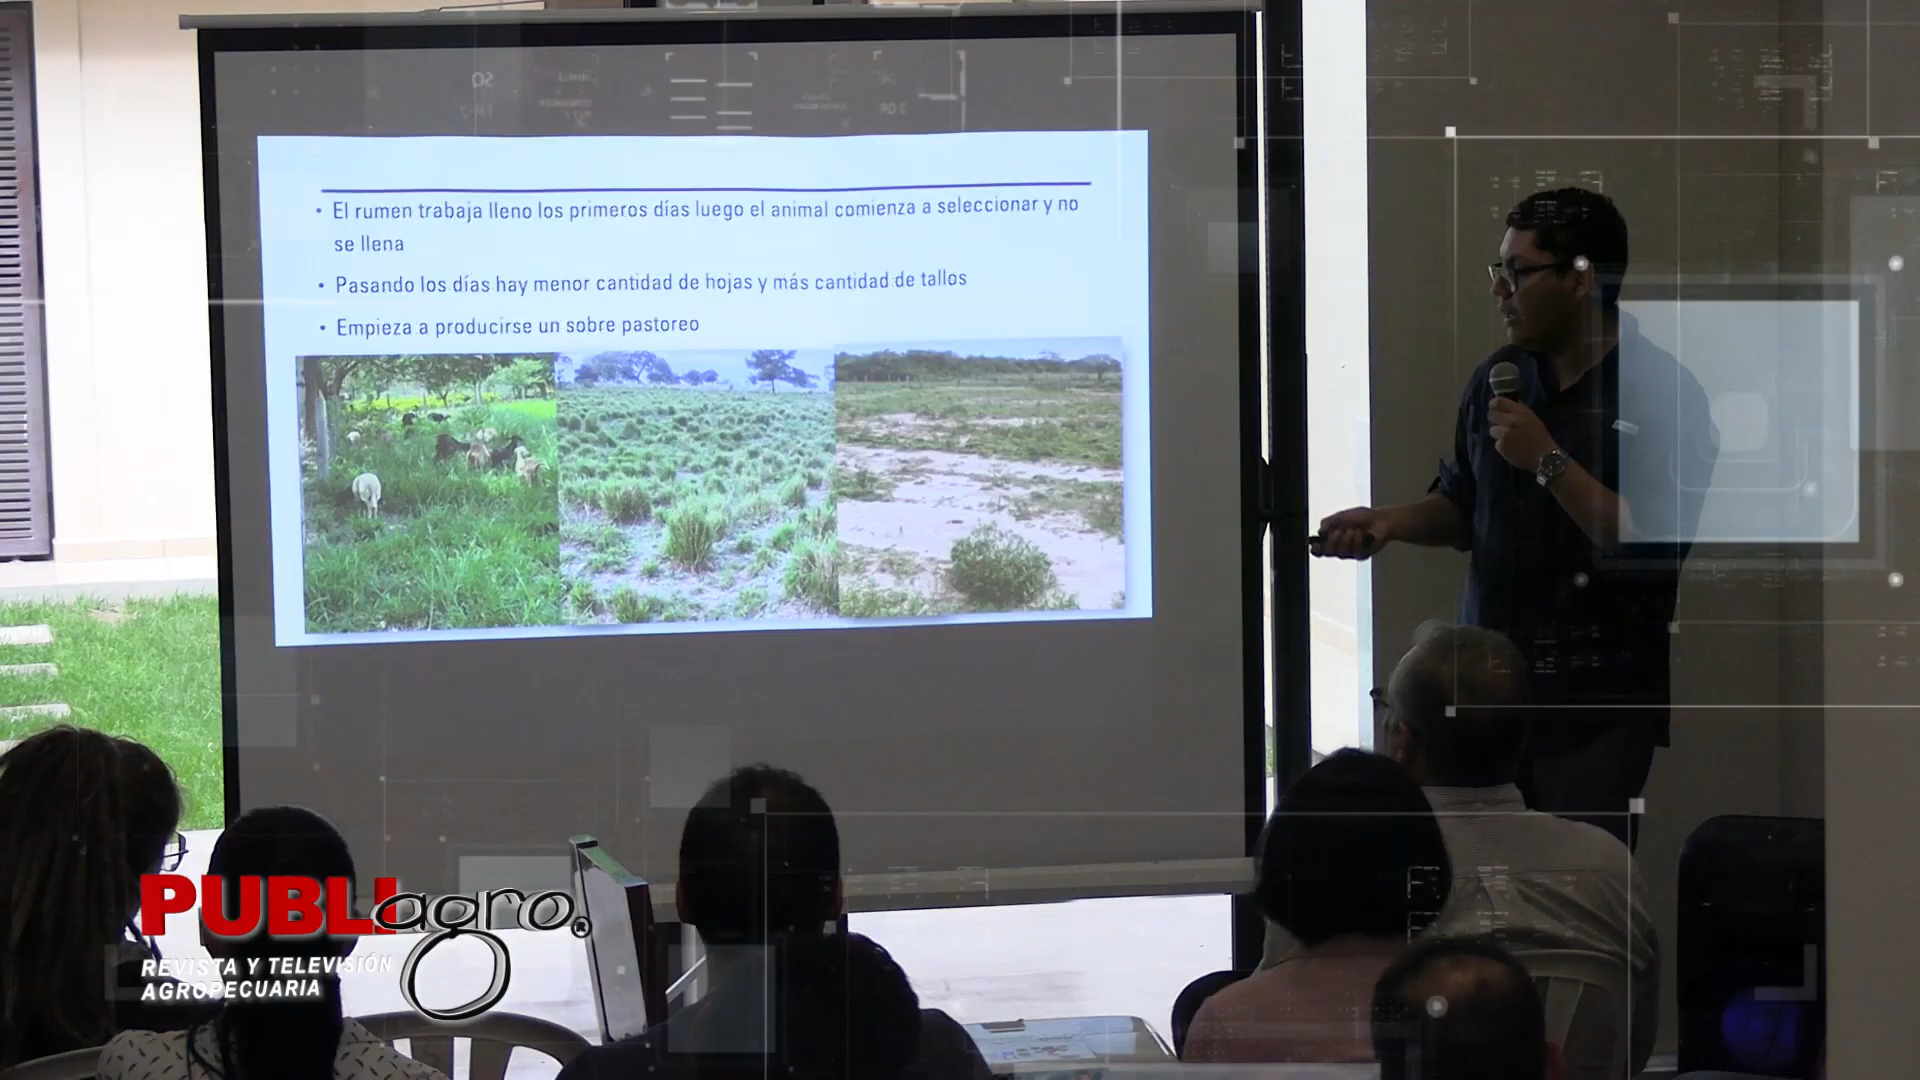 • El rumen trabaja lleno los primeros días luego el animal comienza a seleccionar y no
se llena
• Pasando los días hay menor cantidad de hojas y más cantidad de tallos
• Empieza a producirse un sobre pastoreo
PUBLIagro®
REVISTA Y TELEVISIÓN
AGROPECUARIA